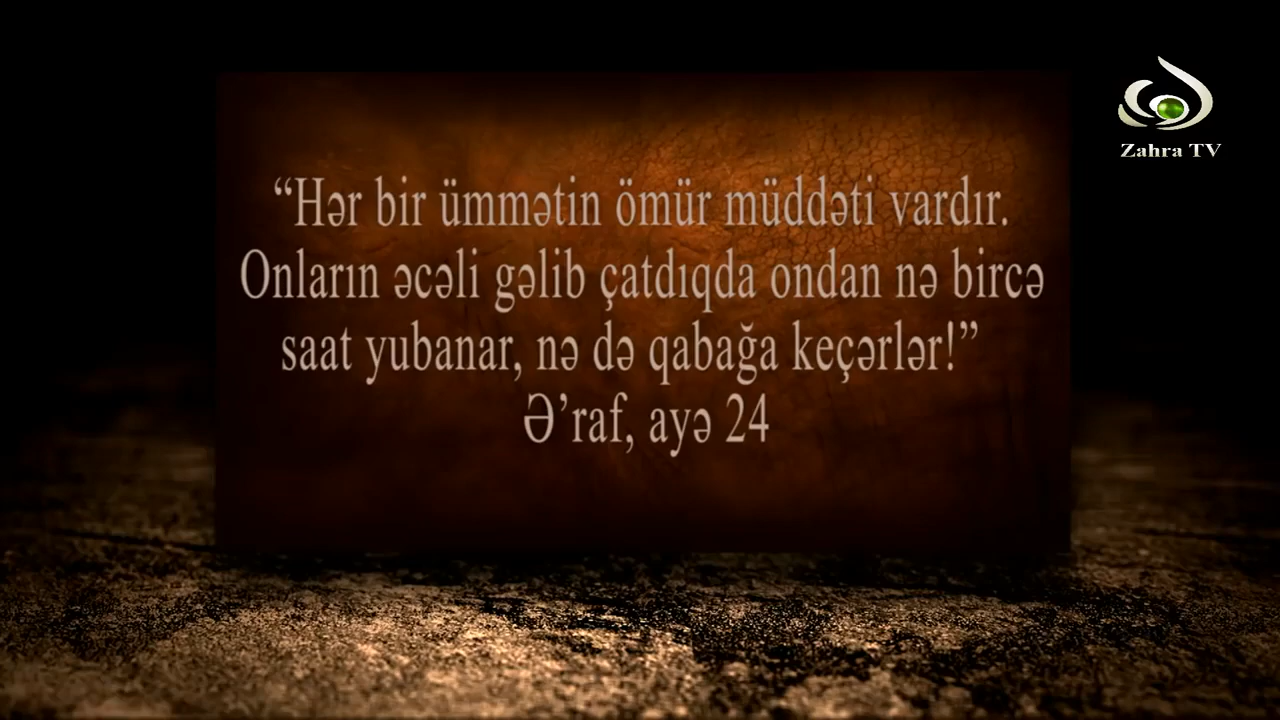 Zahra TV
“Hər bir ümmətin ömür müddəti vardır.
Onların əcəli gəlib çatdıqda ondan nə bircə
saat yubanar, nə də qabağa keçərlər!”
Ə’raf, ayə 24